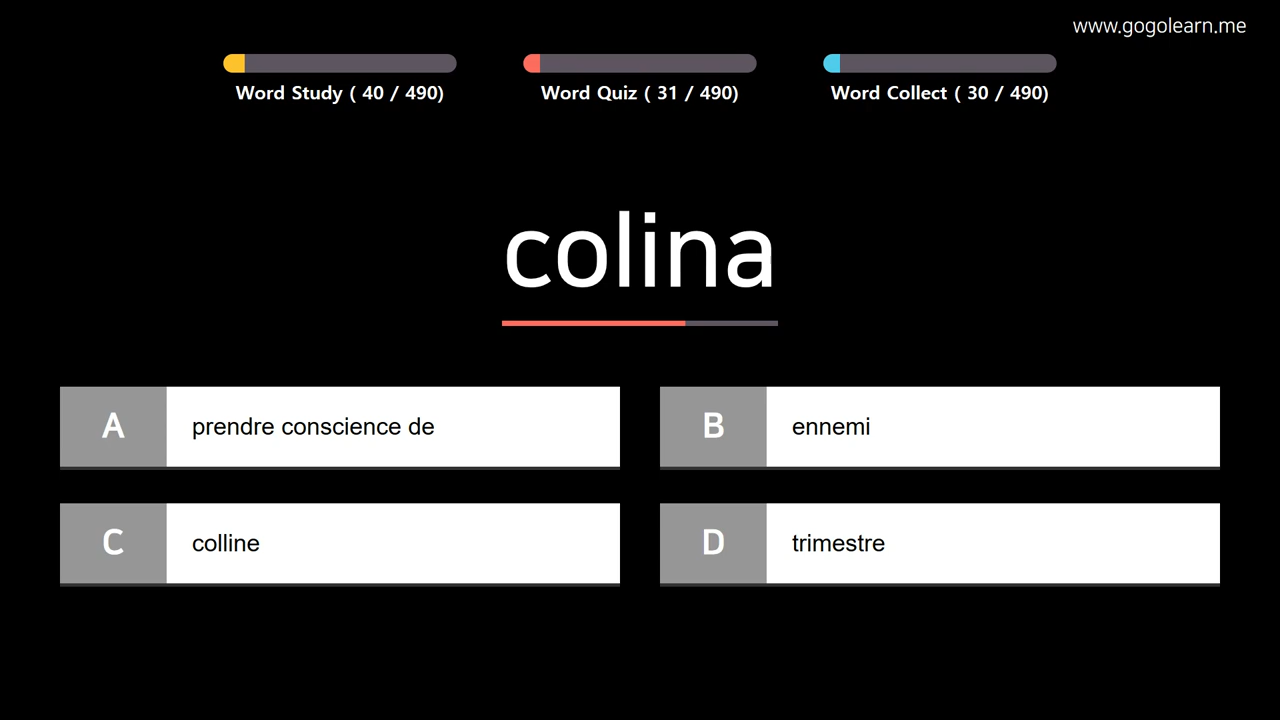 www.gogolearn.me
Word Study ( 40 / 490)
Word Quiz ( 31 / 490)
Word Collect ( 30 / 490)
colina
A prendre conscience de
B ennemi
C colline
D trimestre